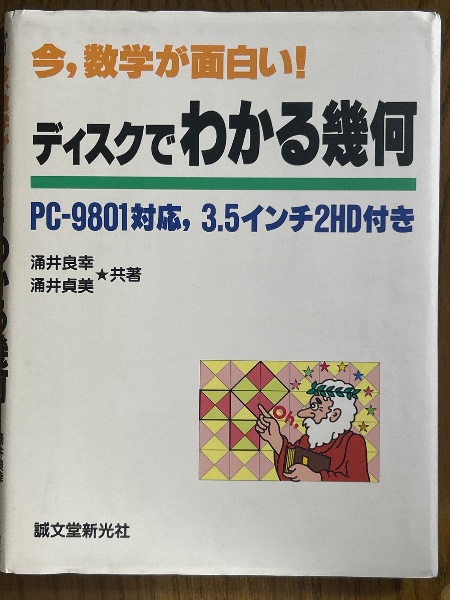 今，数学が面白い！
ディスクでわかる幾何
PC-9801対応，3.5インチ2HD付き
涌井良幸
涌井貞美
★共著
Oh,
誠文堂新光社